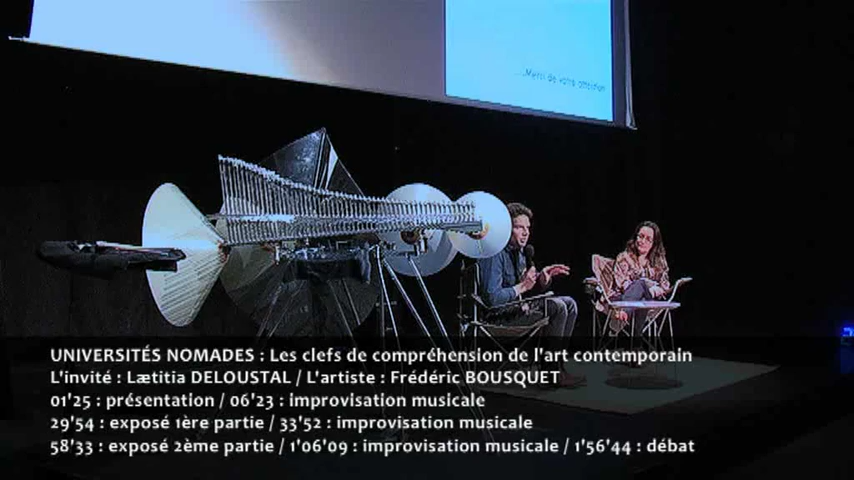 ...Merci de votre attention
UNIVERSITÉS NOMADES : Les clefs de compréhension de l'art contemporain
L'invité : Lætitia DELOUSTAL / L'artiste : Frédéric BOUSQUET
01'25 : présentation / 06'23 : improvisation musicale
29'54 : exposé 1ère partie / 33'52 : improvisation musicale
58'33 : exposé 2ème partie / 1'06'09 : improvisation musicale / 1'56'44 : débat